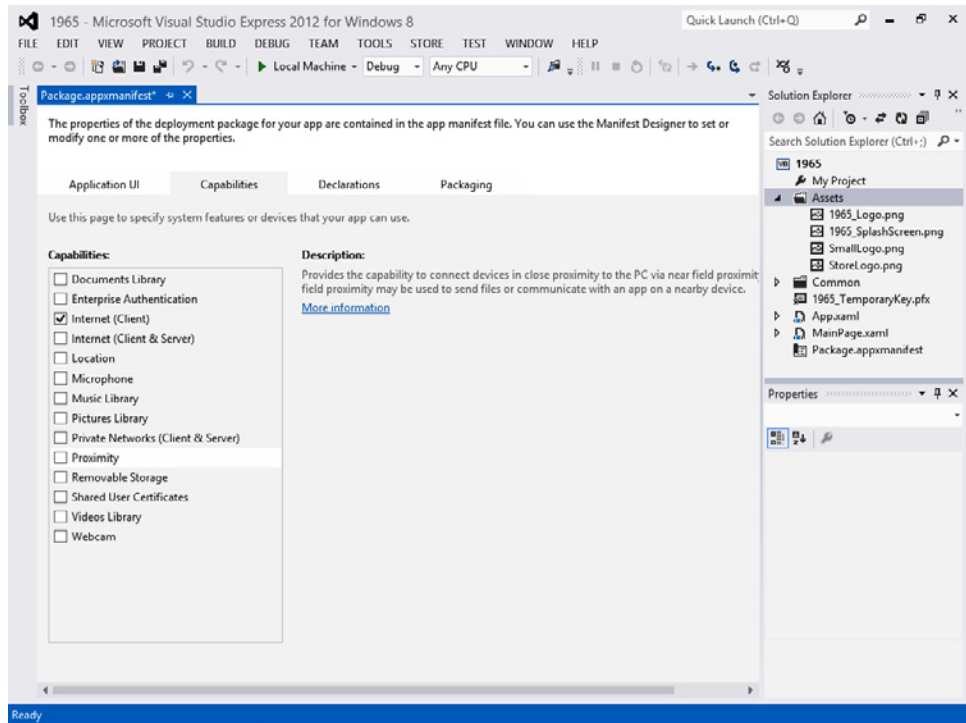 1965 - Microsoft Visual Studio Express 2012 for Windows 8
Quick Launch (Ctrl+Q)
FILE EDIT VIEW PROJECT BUILD DEBUG TEAM TOOLS STORE TEST WINDOW HELP
Local Machine Debug Any CPU
Toolbox
Package.appxmanifest*
The properties of the deployment package for your app are contained in the app manifest file. You can use the Manifest Designer to set or
modify one or more of the properties.
Application UI Capabilities Declarations Packaging
Use this page to specify system features or devices that your app can use.
Capabilities:
Documents Library
Enterprise Authentication
Internet (Client)
Internet (Client & Server)
Location
Microphone
Music Library
Pictures Library
Private Networks (Client & Server)
Proximity
Removable Storage
Shared User Certificates
Videos Library
Webcam
Description:
Provides the capability to connect devices in close proximity to the PC via near field proximit
field proximity may be used to send files or communicate with an app on a nearby device.
More information
Solution Explorer
Search Solution Explorer (Ctrl+;)
VB 1965
My Project
Assets
1965_Logo.png
1965_SplashScreen.png
SmallLogo.png
StoreLogo.png
Common
1965_TemporaryKey.pfx
App.xaml
MainPage.xaml
Package.appxmanifest
Properties
Ready